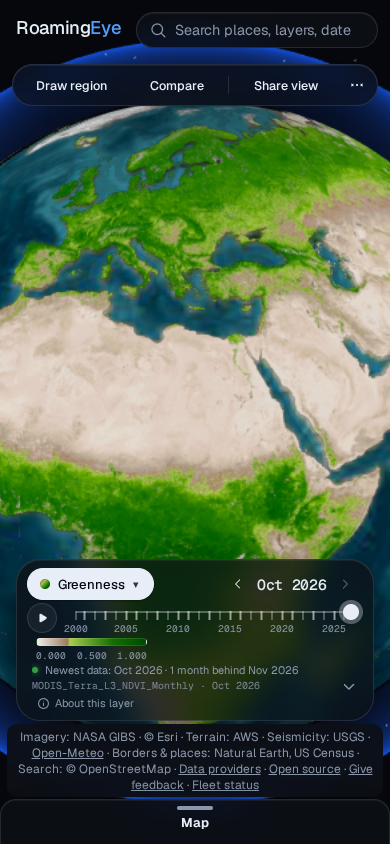 RoamingEye
Search places, layers, date
Draw region Compare Share view ...
Greenness ▾ Oct 2026
2000 2005 2010 2015 2020 2025
0.000 0.500 1.000
Newest data: Oct 2026 · 1 month behind Nov 2026
MODIS_Terra_L3_NDVI_Monthly · Oct 2026
About this layer
Imagery: NASA GIBS · © Esri · Terrain: AWS · Seismicity: USGS ·
Open-Meteo · Borders & places: Natural Earth, US Census ·
Search: © OpenStreetMap · Data providers · Open source · Give
feedback · Fleet status
Map